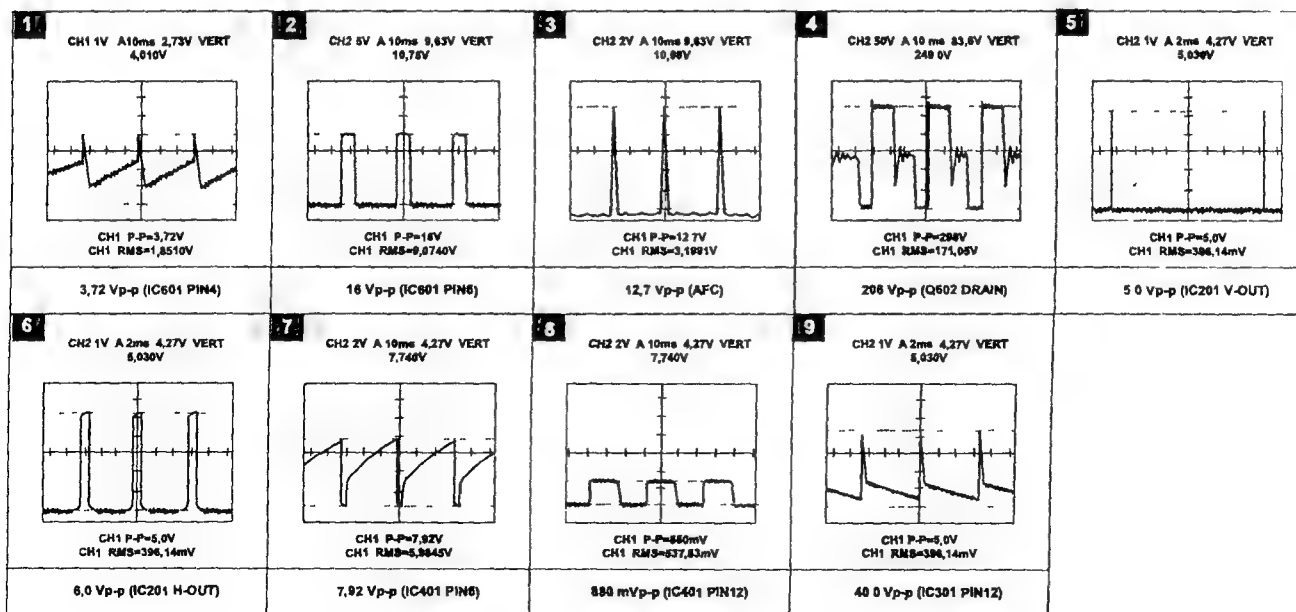 1
CH1 1V A10ms 2,73V VERT
4,010V
CH1 P-P=3,72V
CH1 RMS=1,8510V
3,72 Vp-p (IC601 PIN4)
2
CH2 5V A 10ms 9,63V VERT
10,75V
CH1 P-P=16V
CH1 RMS=9,0740V
16 Vp-p (IC601 PIN6)
3
CH2 2V A 10ms 9,63V VERT
CH1 P-P=12 7V
CH1 RMS=3,1991V
12,7 Vp-p (AFC)
4
CH2 50V A 10 ms 83,6V VERT
249 0V
CH1 P-P=298V
CH1 RMS=171,05V
206 Vp-p (Q602 DRAIN)
5
CH2 1V A 2ms 4,27V VERT
5,030V
CH1 P-P=5,0V
CH1 RMS=396,14mV
5 0 Vp-p (IC201 V-OUT)
6
CH2 1V A 2ms 4,27V VERT
5,030V
CH1 P-P=5,0V
CH1 RMS=396,14mV
6,0 Vp-p (IC201 H-OUT)
7
CH2 2V A 10ms 4,27V VERT
7,740V
CH1 P-P=7,92V
CH1
7,92 Vp-p (IC401 PIN6)
8
CH2 2V A 10ms 4,27V VERT
7,740V
CH1
CH1 RMS=537,83mV
880 mVp-p (IC401 PIN12)
9
CH2 1V A 2ms 4,27V VERT
5,030V
CH1 P-P=5,0V
CH1 RMS=396,14mV
40 0 Vp-p (IC301 PIN12)